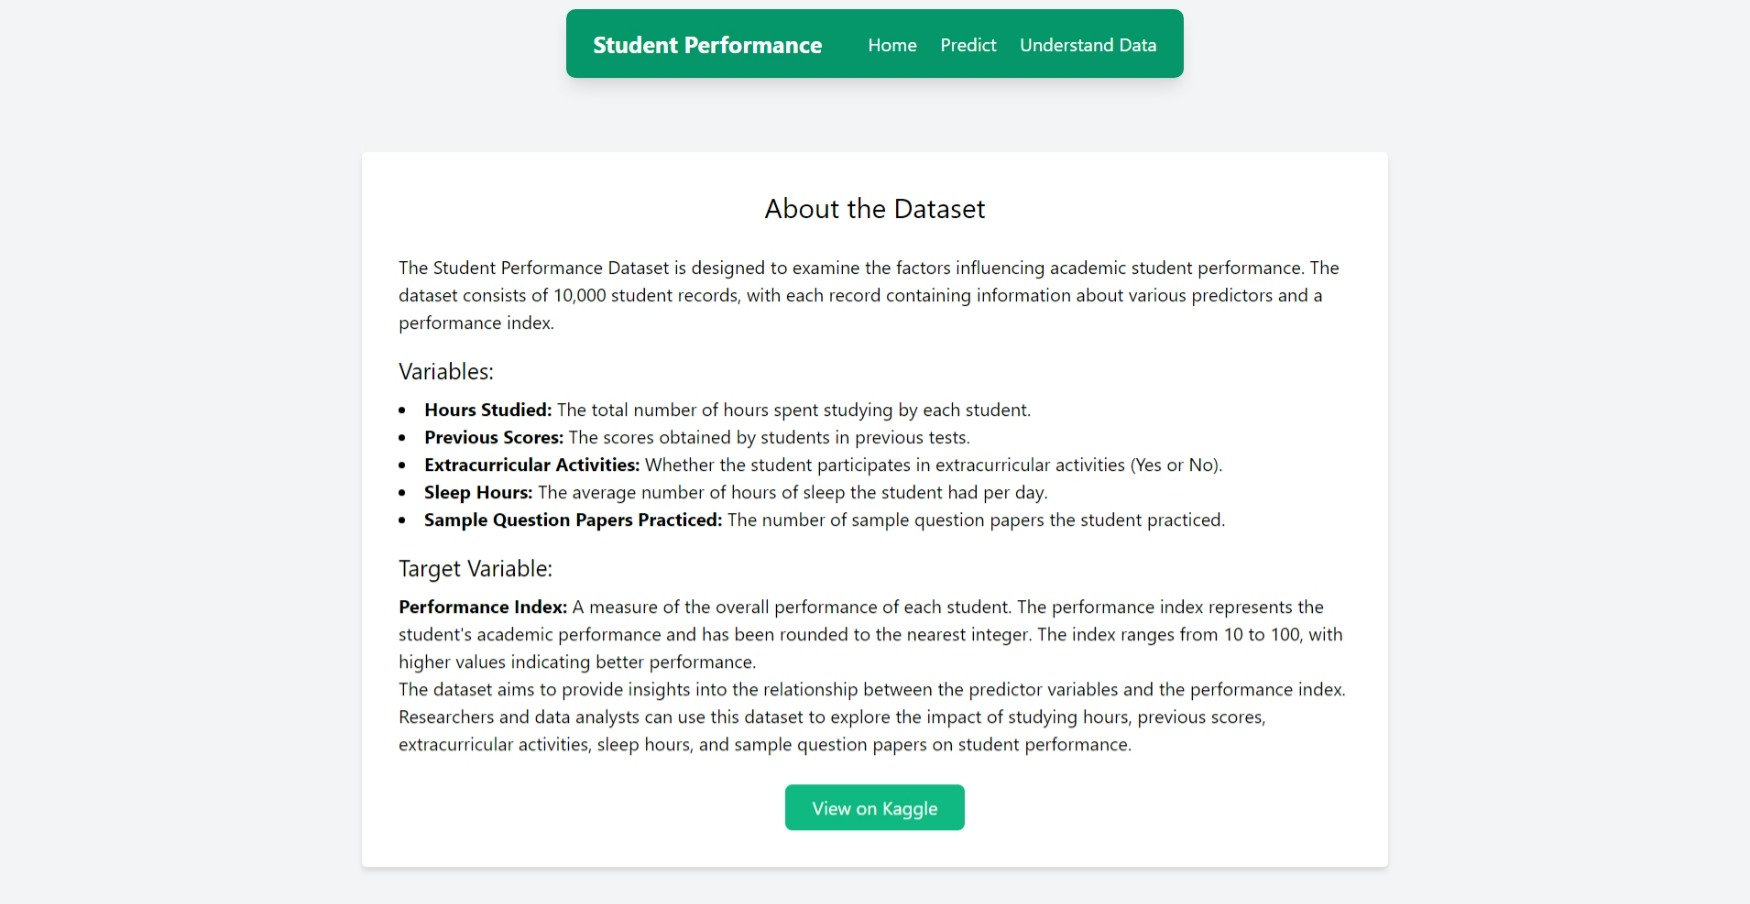 Student Performance
Home
Predict
Understand Data
About the Dataset
The Student Performance Dataset is designed to examine the factors influencing academic student performance. The
dataset consists of 10,000 student records, with each record containing information about various predictors and a
performance index.
Variables:
• Hours Studied: The total number of hours spent studying by each student.
• Previous Scores: The scores obtained by students in previous tests.
• Extracurricular Activities: Whether the student participates in extracurricular activities (Yes or No).
• Sleep Hours: The average number of hours of sleep the student had per day.
• Sample Question Papers Practiced: The number of sample question papers the student practiced.
Target Variable:
Performance Index: A measure of the overall performance of each student. The performance index represents the
student's academic performance and has been rounded to the nearest integer. The index ranges from 10 to 100, with
higher values indicating better performance.
The dataset aims to provide insights into the relationship between the predictor variables and the performance index.
Researchers and data analysts can use this dataset to explore the impact of studying hours, previous scores,
extracurricular activities, sleep hours, and sample question papers on student performance.
View on Kaggle